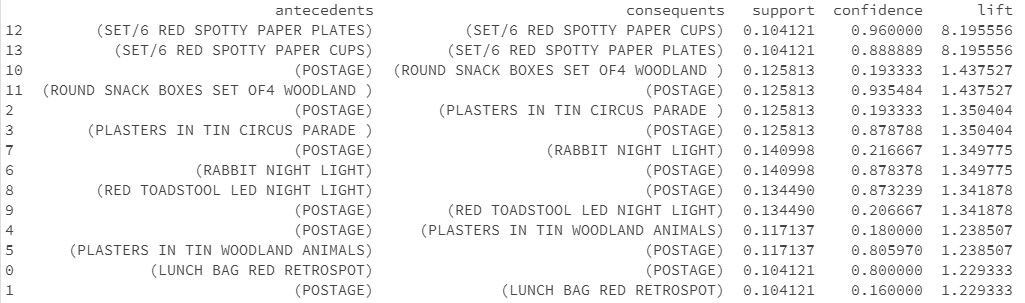 antecedents consequents support confidence lift
12 (SET/6 RED SPOTTY PAPER PLATES) (SET/6 RED SPOTTY PAPER CUPS) 0.104121 0.960000 8.195556
13 (SET/6 RED SPOTTY PAPER CUPS) (SET/6 RED SPOTTY PAPER PLATES) 0.104121 0.888889 8.195556
10 (POSTAGE) (ROUND SNACK BOXES SET OF4 WOODLAND ) 0.125813 0.193333 1.437527
11 (ROUND SNACK BOXES SET OF4 WOODLAND ) (POSTAGE) 0.125813 0.935484 1.437527
2 (POSTAGE) (PLASTERS IN TIN CIRCUS PARADE ) 0.125813 0.193333 1.350404
3 (PLASTERS IN TIN CIRCUS PARADE ) (POSTAGE) 0.125813 0.878788 1.350404
7 (POSTAGE) (RABBIT NIGHT LIGHT) 0.140998 0.216667 1.349775
6 (RABBIT NIGHT LIGHT) (POSTAGE) 0.140998 0.878378 1.349775
8 (RED TOADSTOOL LED NIGHT LIGHT) (POSTAGE) 0.134490 0.873239 1.341878
9 (POSTAGE) (RED TOADSTOOL LED NIGHT LIGHT) 0.134490 0.206667 1.341878
4 (POSTAGE) (PLASTERS IN TIN WOODLAND ANIMALS) 0.117137 0.180000 1.238507
5 (PLASTERS IN TIN WOODLAND ANIMALS) (POSTAGE) 0.117137 0.805970 1.238507
0 (LUNCH BAG RED RETROSPOT) (POSTAGE) 0.104121 0.800000 1.229333
1 (POSTAGE) (LUNCH BAG RED RETROSPOT) 0.104121 0.160000 1.229333